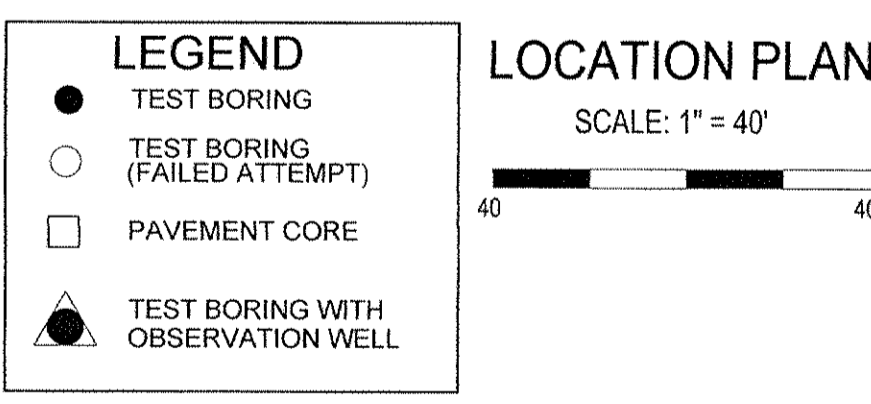 LEGEND
TEST BORING
TEST BORING
(FAILED ATTEMPT)
PAVEMENT CORE
TEST BORING WITH
OBSERVATION WELL
LOCATION PLAN
SCALE: 1" = 40'
40
40